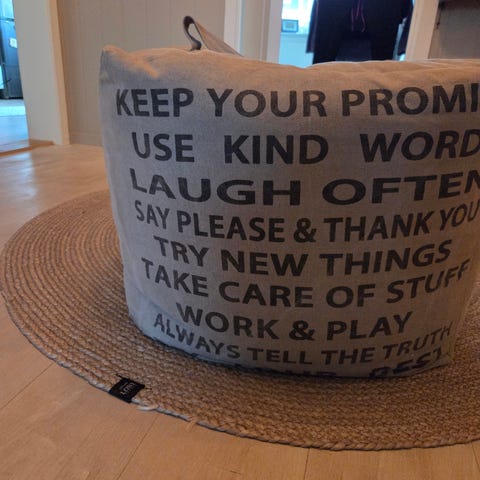 KEEP YOUR PROMI
USE KIND WORD
LAUGH OFTEN
SAY PLEASE & THANK YOU
TRY NEW THINGS
TAKE CARE OF STUFF
WORK & PLAY
ALWAYS TELL THE TRUTH
BEST